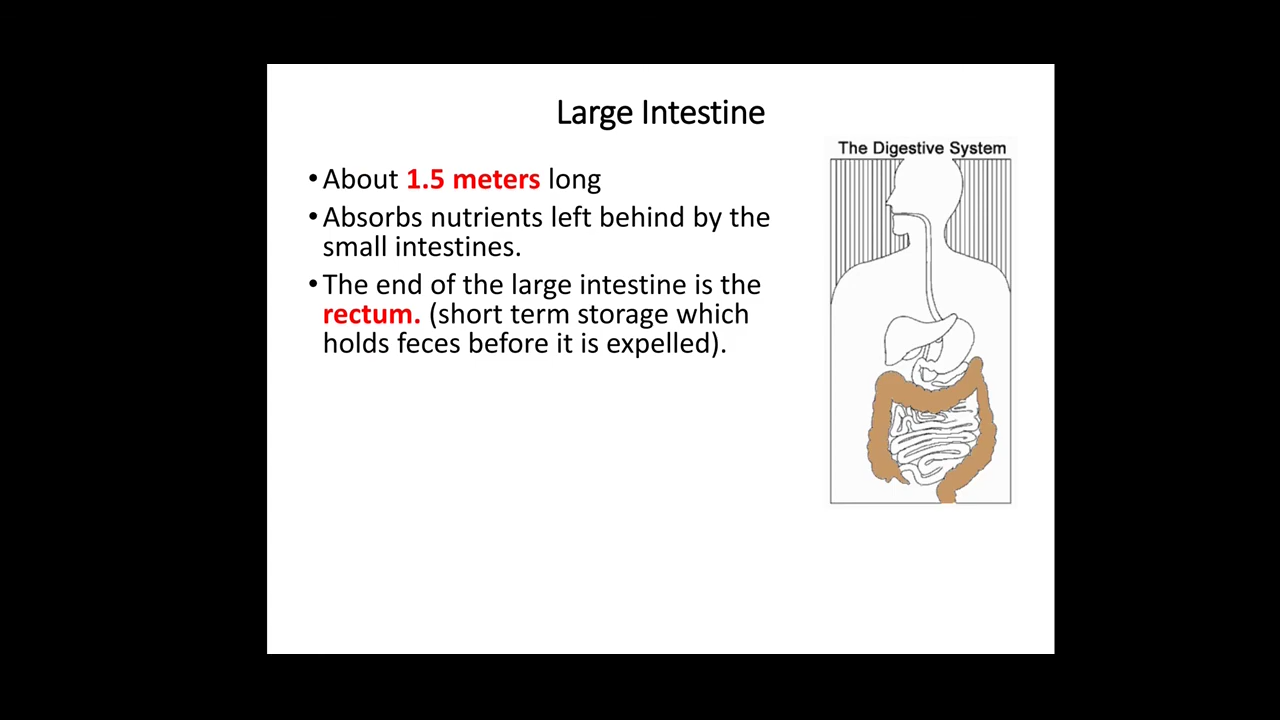 Large Intestine
The Digestive System
• About 1.5 meters long
• Absorbs nutrients left behind by the
small intestines.
• The end of the large intestine is the
rectum. (short term storage which
holds feces before it is expelled).